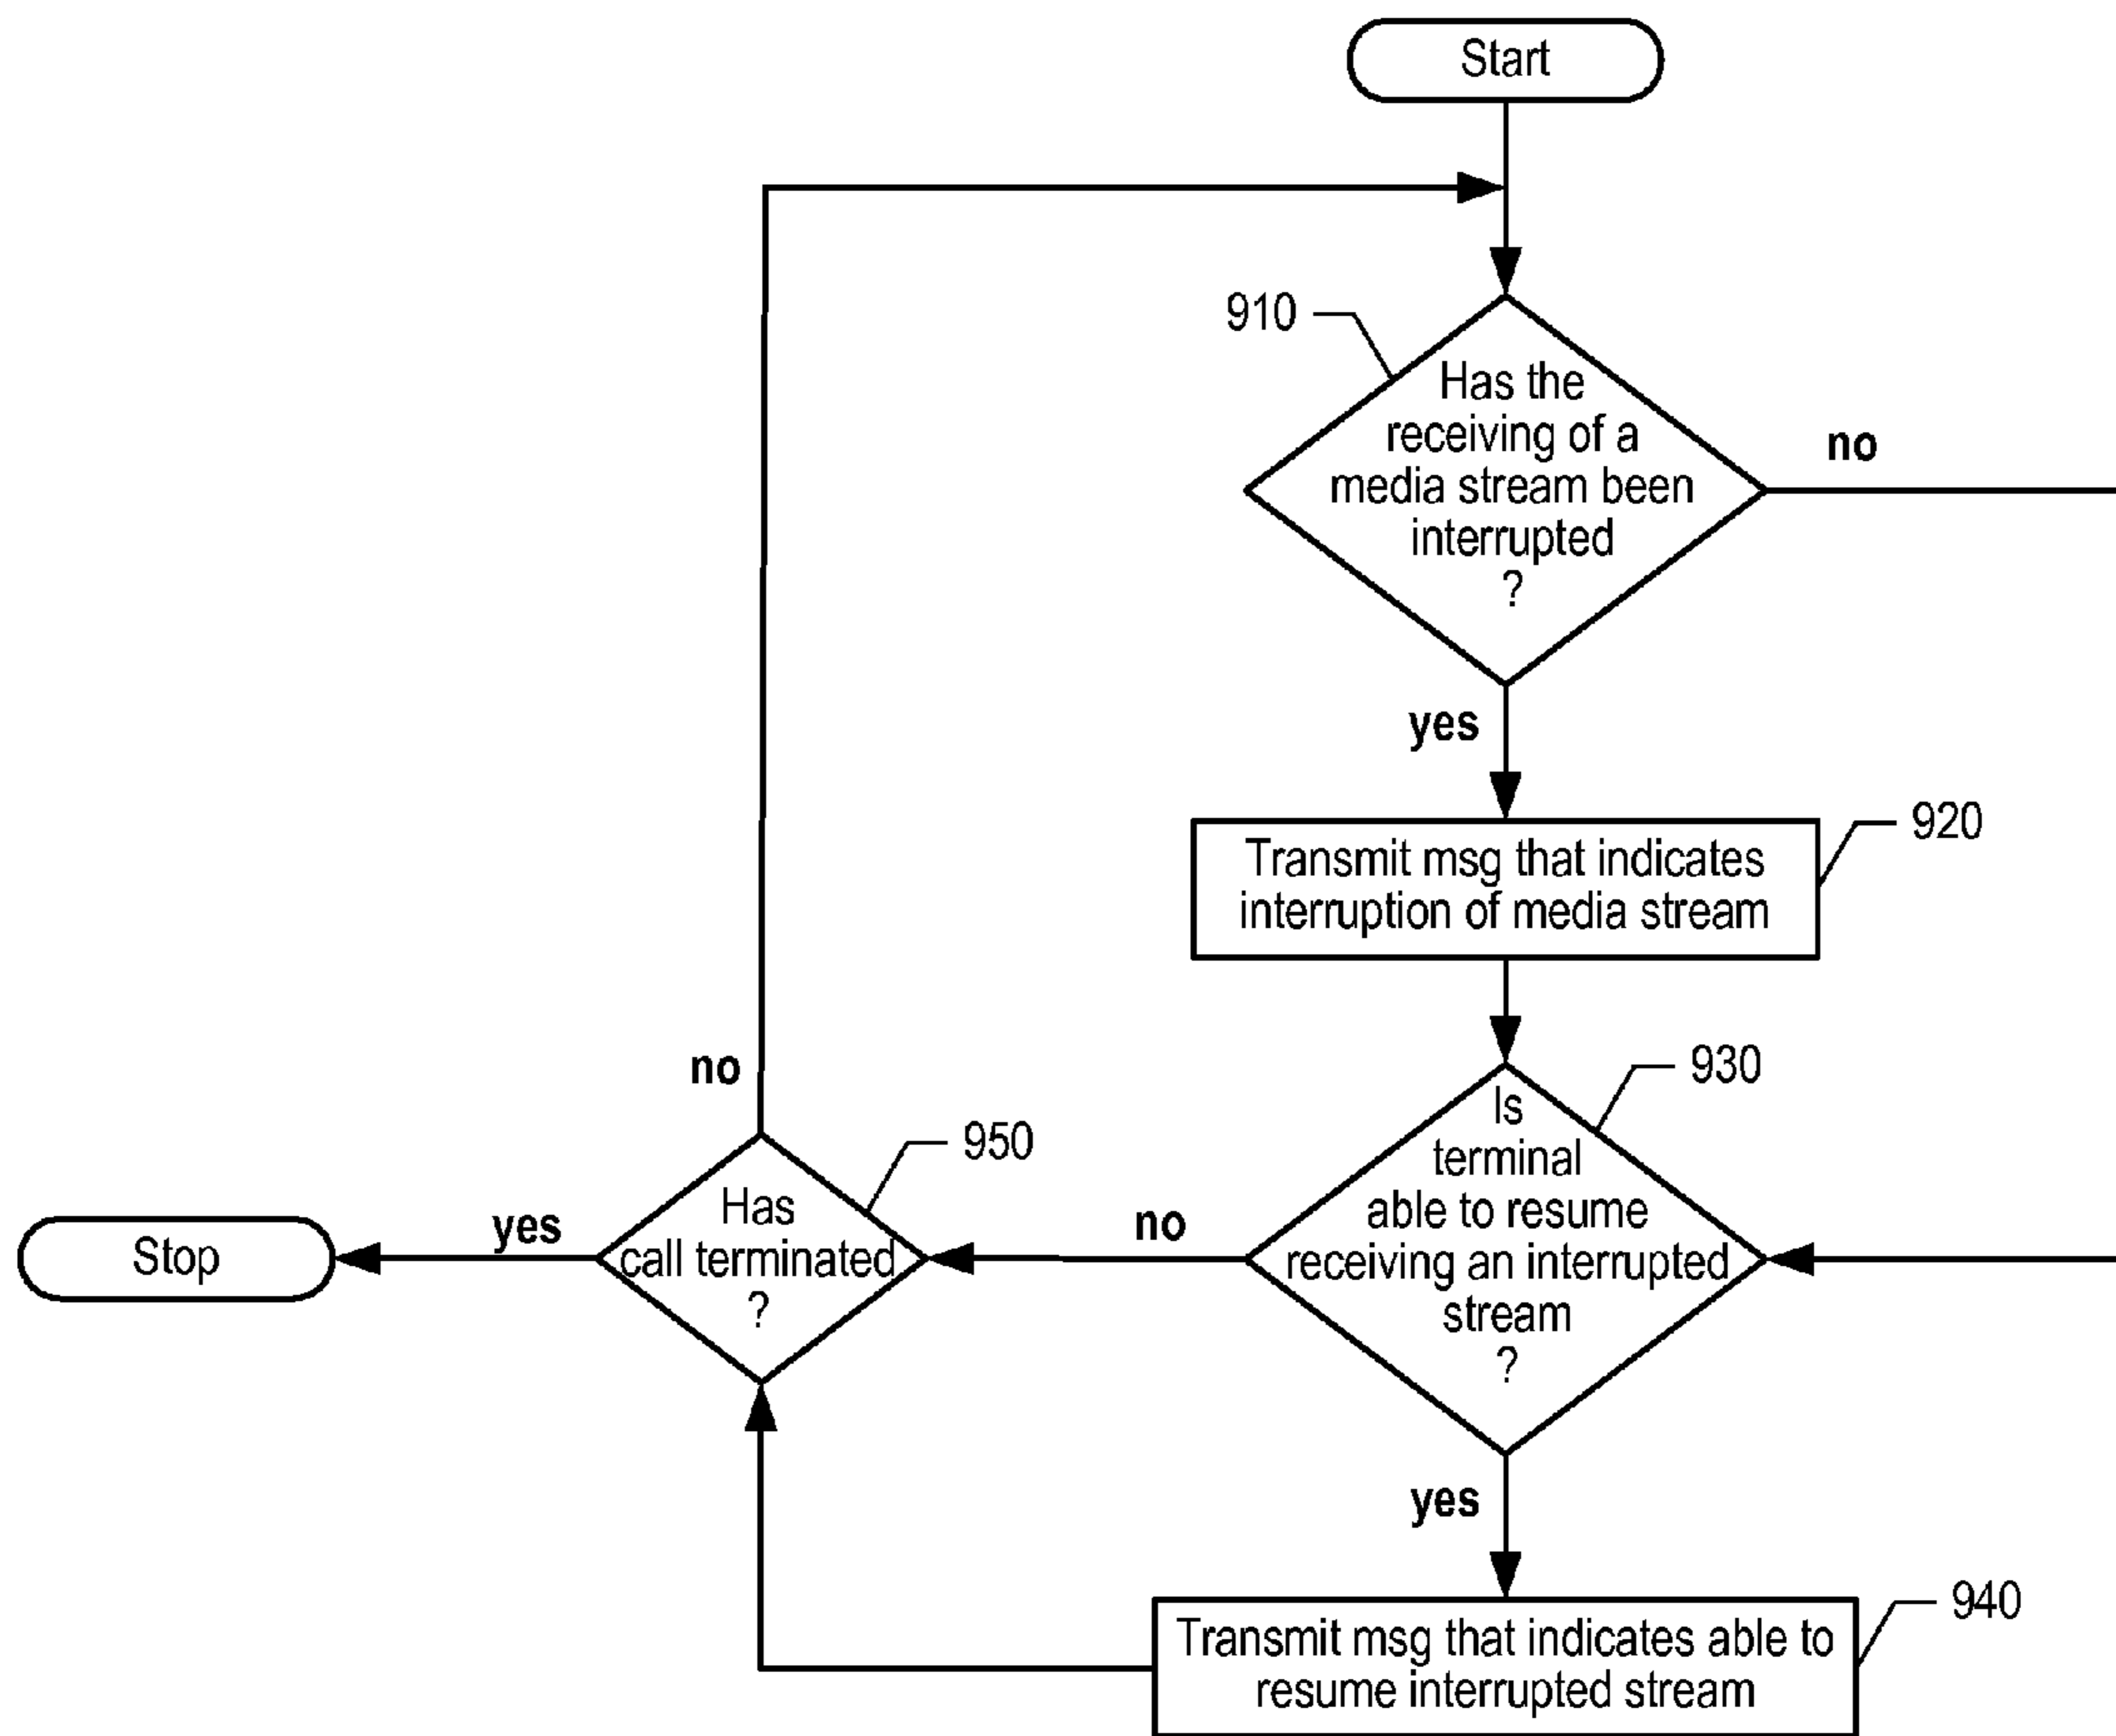 Start
910
Has the
receiving of a
media stream been
interrupted
?
no
yes
920
Transmit msg that indicates
interruption of media stream
930
Is
terminal
able to resume
receiving an interrupted
stream
?
no
950
Has
call terminated
?
no
yes
Stop
yes
940
Transmit msg that indicates able to
resume interrupted stream